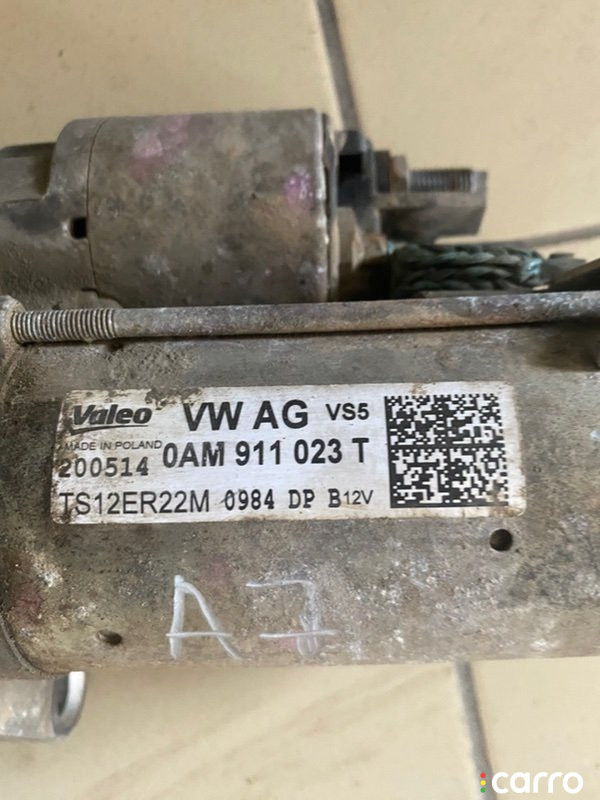 Valeo VW AG VS5
MADE IN POLAND
200514 0AM 911 023 T
TS12ER22M 0984 DP B12V
A7
carro